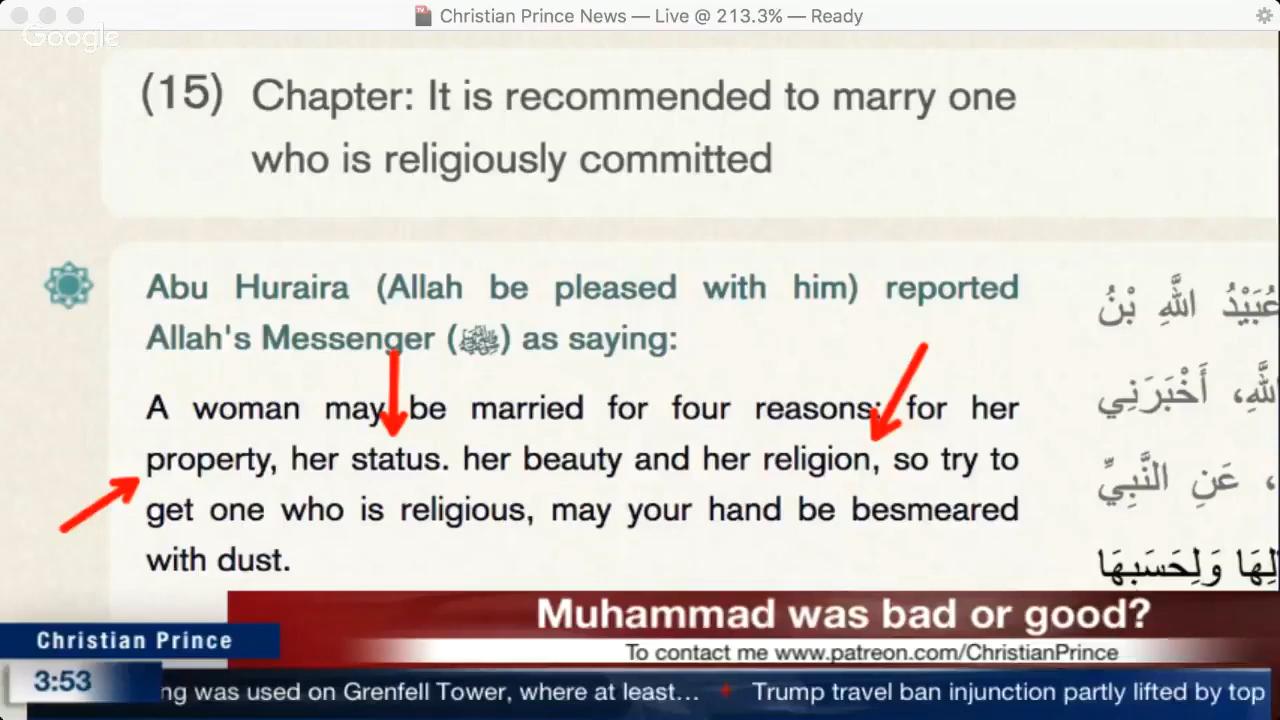 Christian Prince News — Live @ 213.3% — Ready
Google
(15) Chapter: It is recommended to marry one
who is religiously committed
Abu Huraira (Allah be pleased with him) reported
Allah's Messenger (ﷺ) as saying:
A woman may be married for four reasons: for her
property, her status. her beauty and her religion, so try to
get one who is religious, may your hand be besmeared
with dust.
عُبَيْدُ اللَّهِ بْنُ
أَخْبَرَنِي
، عَنِ النَّبِيِّ
وَلِحَسَبِهَا
Muhammad was bad or good?
Christian Prince
To contact me www.patreon.com/ChristianPrince
3:53
ng was used on Grenfell Tower, where at least... Trump travel ban injunction partly lifted by top